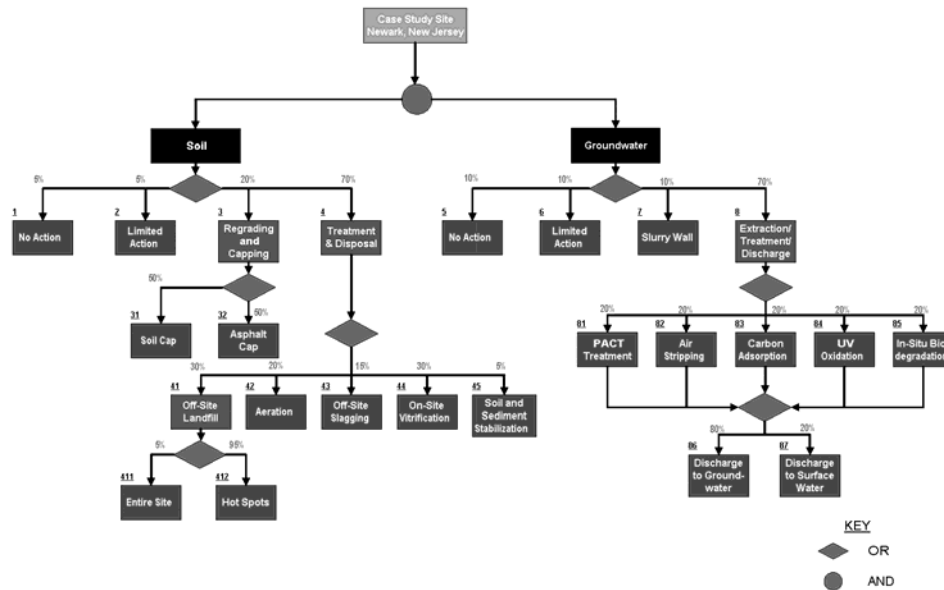 Case Study Site
Newark, New Jersey
Soil
Groundwater
5%
5%
20%
70%
10%
10%
10%
70%
1
No Action
2
Limited
Action
3
Regrading
and
Capping
4
Treatment
& Disposal
5
No Action
6
Limited
Action
7
Slurry Wall
8
Extraction/
Treatment/
Discharge
50%
50%
31
Soil Cap
32
Asphalt
Cap
20%
20%
20%
20%
20%
81
PACT
Treatment
82
Air
Stripping
83
Carbon
Adsorption
84
UV
Oxidation
85
In-Situ Bio
degradation
30%
20%
15%
30%
5%
41
Off-Site
Landfill
42
Aeration
43
Off-Site
Slagging
44
On-Site
Vitrification
45
Soil and
Sediment
Stabilization
5%
95%
411
Entire Site
412
Hot Spots
80%
20%
86
Discharge
to Ground-
water
87
Discharge
to Surface
Water
KEY
OR
AND